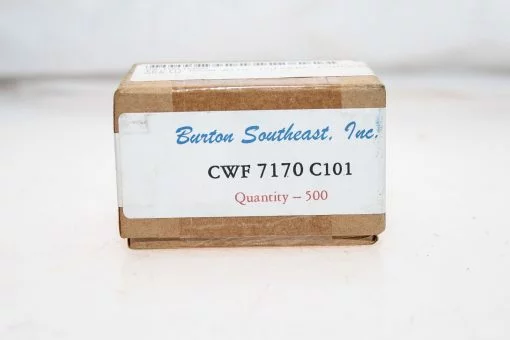 Burton Southeast, Inc.
CWF 7170 C101
Quantity – 500